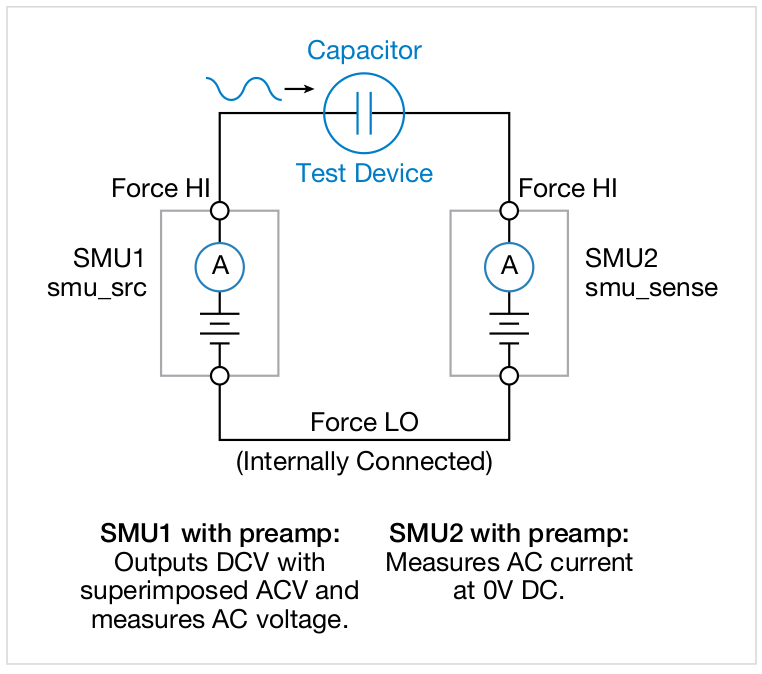 Capacitor
Test Device
Force HI
Force HI
A
A
SMU1
smu_src
SMU2
smu_sense
Force LO
(Internally Connected)
SMU1 with preamp:
Outputs DCV with
superimposed ACV and
measures AC voltage.
SMU2 with preamp:
Measures AC current
at 0V DC.